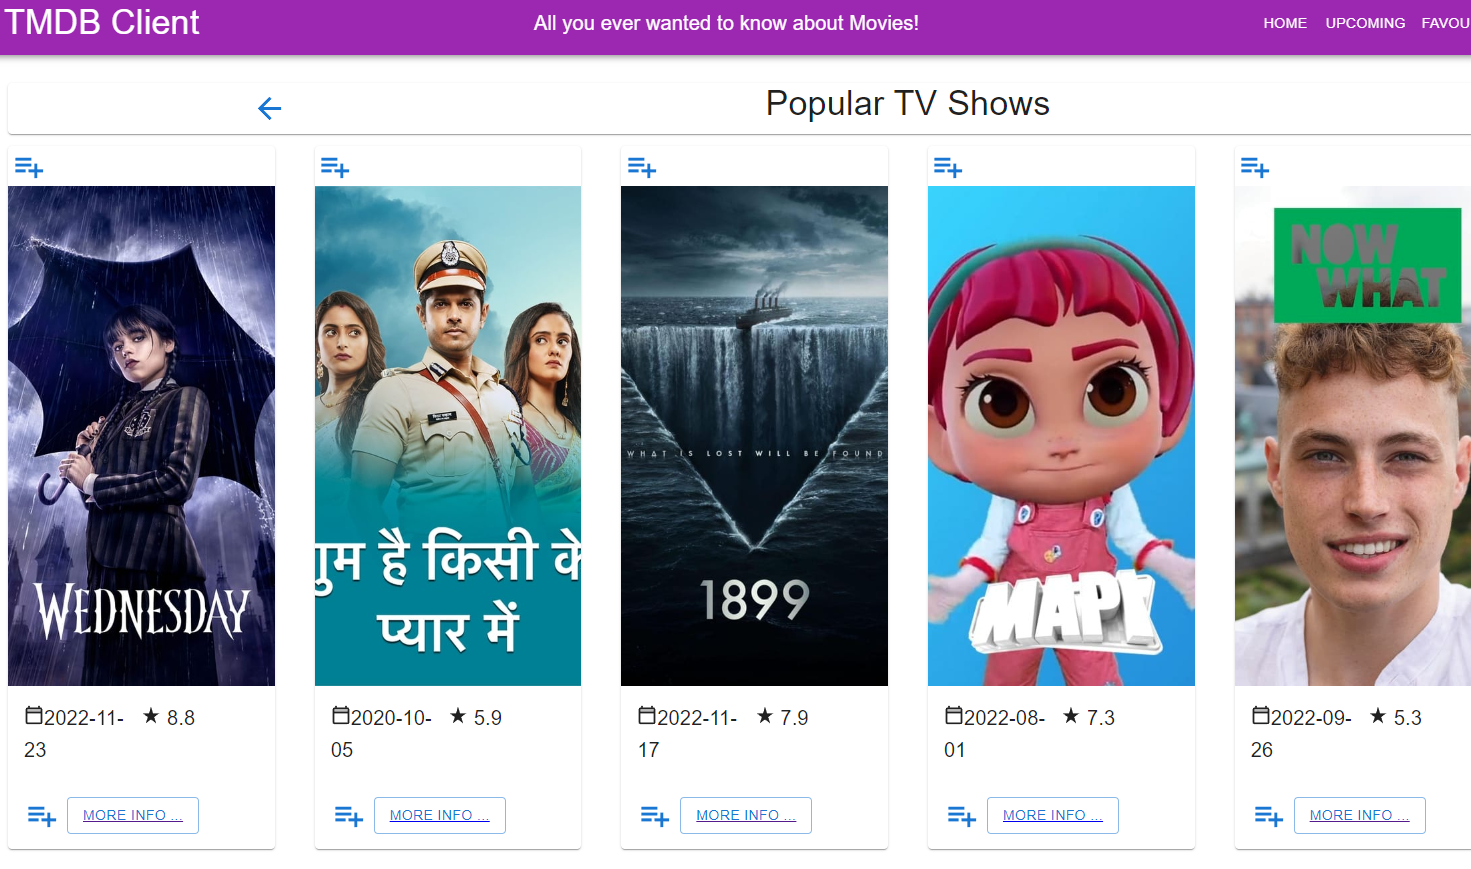 TMDB Client
All you ever wanted to know about Movies!
HOME UPCOMING FAVOU
Popular TV Shows
WEDNESDAY
गुम है किसी के
प्यार में
WHAT IS LOST WILL BE FOUND
1899
NOW
WHAT
2022-11-
23
8.8
2020-10-
05
5.9
2022-11-
17
7.9
2022-08-
01
7.3
2022-09-
26
5.3
MORE INFO ...
MORE INFO ...
MORE INFO ...
MORE INFO ...
MORE INFO ...